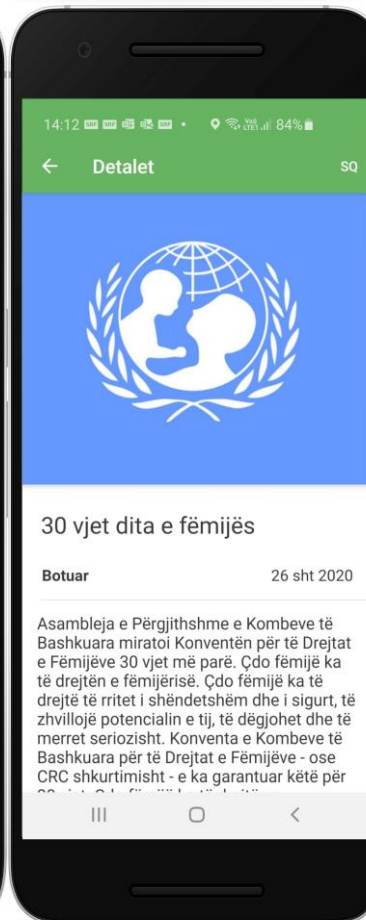 14:12
84%
Detalet
SQ
30 vjet dita e fëmijës
Botuar
26 sht 2020
Asambleja e Përgjithshme e Kombeve të
Bashkuara miratoi Konventën për të Drejtat
e Fëmijëve 30 vjet më parë. Çdo fëmijë ka
të drejtën e fëmijërisë. Çdo fëmijë ka të
drejtë të rritet i shëndetshëm dhe i sigurt, të
zhvillojë potencialin e tij, të dëgjohet dhe të
merret seriozisht. Konventa e Kombeve të
Bashkuara për të Drejtat e Fëmijëve - ose
CRC shkurtimisht - e ka garantuar këtë për